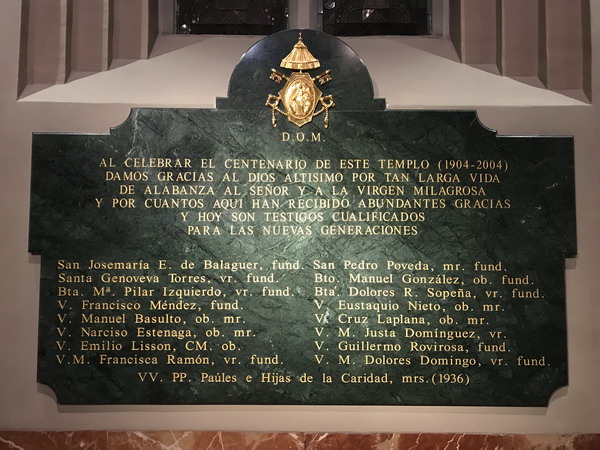 D.O.M.
AL CELEBRAR EL CENTENARIO DE ESTE TEMPLO (1904-2004)
DAMOS GRACIAS AL DIOS ALTISIMO POR TAN LARGA VIDA
DE ALABANZA AL SEÑOR Y A LA VIRGEN MILAGROSA
Y POR CUANTOS AQUI HAN RECIBIDO ABUNDANTES GRACIAS
Y HOY SON TESTIGOS CUALIFICADOS
PARA LAS NUEVAS GENERACIONES
San Josemaría E. de Balaguer, fund.
Santa Genoveva Torres, vr. fund.
Bta. Mª. Pilar Izquierdo, vr. fund.
V. Francisco Méndez, fund.
V. Manuel Basulto, ob. mr.
V. Narciso Estenaga, ob. mr.
V. Emilio Lisson, CM. ob.
V.M. Francisca Ramón, vr. fund.
San Pedro Poveda, mr. fund.
Bto. Manuel González, ob. fund.
Bta. Dolores R. Sopeña, vr. fund.
V. Eustaquio Nieto, ob. mr.
V. Cruz Laplana, ob. mr.
V. M. Justa Domínguez, vr.
V. Guillermo Rovirosa, fund.
V. M. Dolores Domingo, vr. fund.
VV. PP. Paúles e Hijas de la Caridad, mrs. (1936)